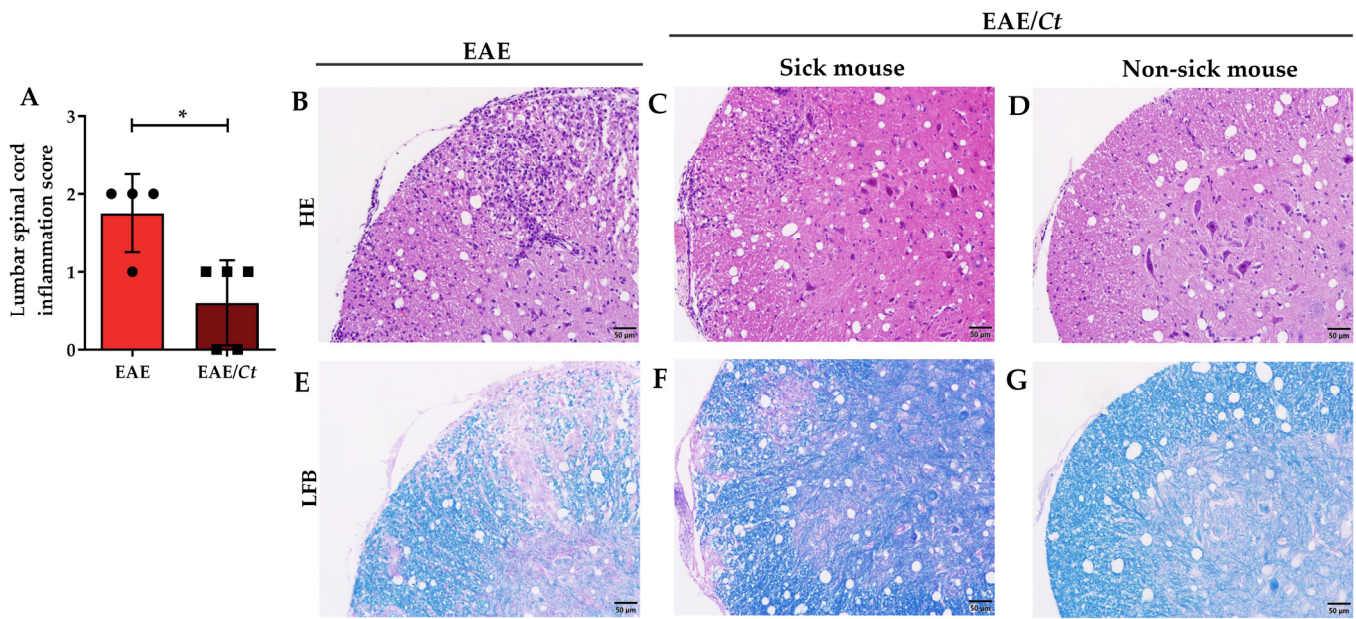 EAE/Ct
EAE
Sick mouse
Non-sick mouse
A
B
C
D
3
*
2
1
0
Lumbar spinal cord
inflammation score
EAE
EAE/Ct
HE
50 µm
50 µm
50 µm
E
F
G
LFB
50 µm
50 µm
50 µm